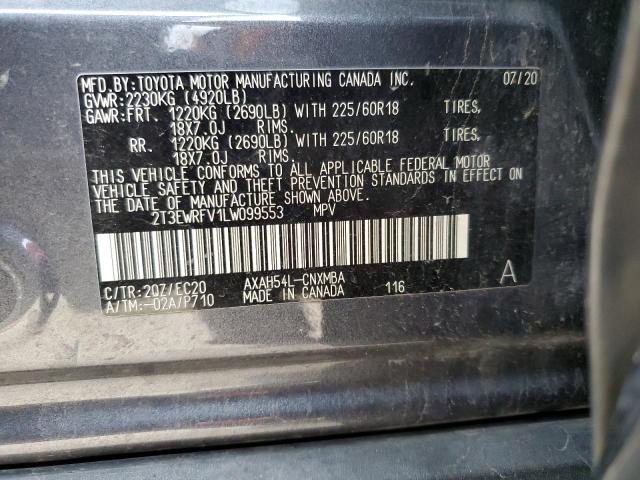 MFD.BY:TOYOTA MOTOR MANUFACTURING CANADA INC. 07/20
GVWR:2230KG (4920LB)
GAWR:FRT. 1220KG (2690LB) WITH 225/60R18 TIRES,
18X7.0J RIMS.
RR. 1220KG (2690LB) WITH 225/60R18 TIRES,
18X7.0J RIMS.
THIS VEHICLE CONFORMS TO ALL APPLICABLE FEDERAL MOTOR
VEHICLE SAFETY AND THEFT PREVENTION STANDARDS IN EFFECT ON
THE DATE OF MANUFACTURE SHOWN ABOVE.
2T3EWRFV1LW099553 MPV
C/TR:207/EC20 AXAH54L-CNXMBA 116 A
A/TM:-02A/P710 MADE IN CANADA